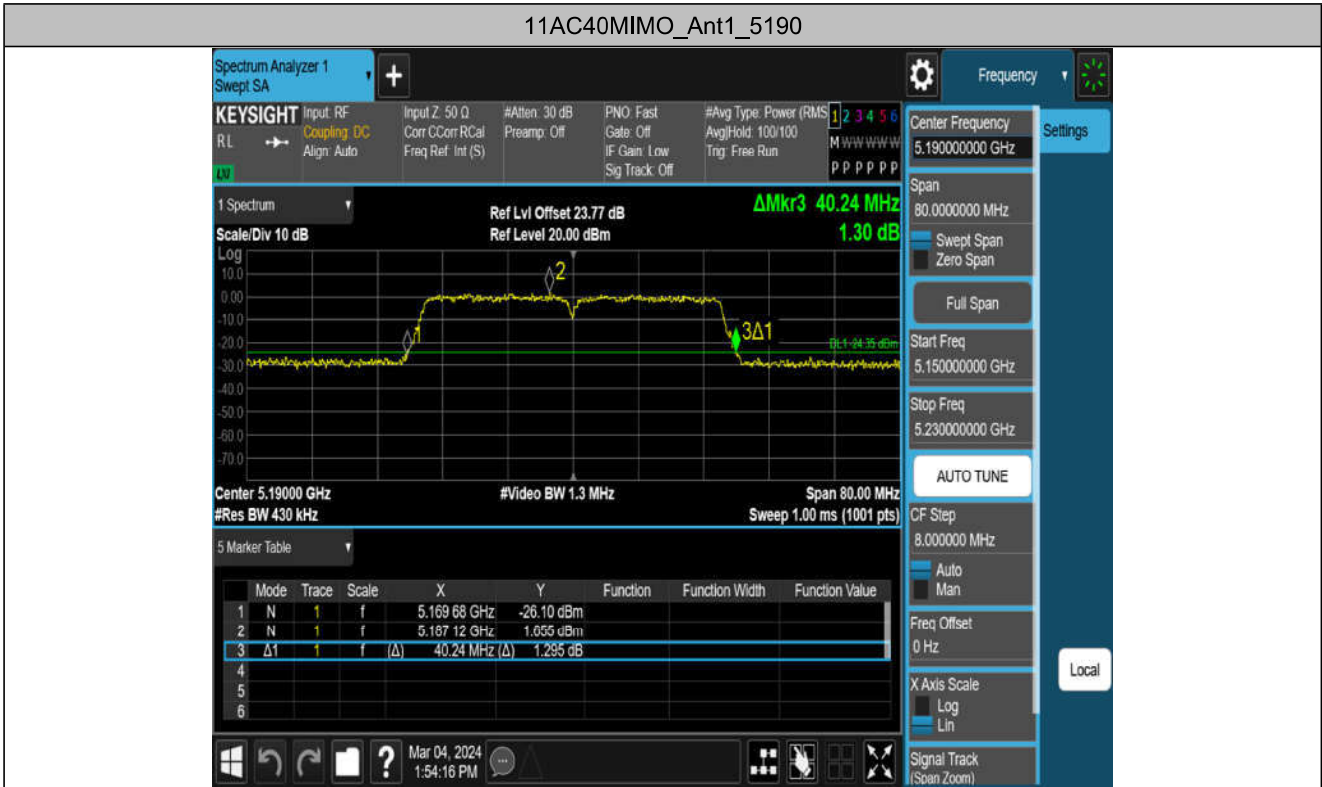 11AC40MIMO_Ant1_5190
Spectrum Analyzer 1
Swept SA
+
Frequency
KEYSIGHT
RL
LXI
Input: RF
Coupling: DC
Align: Auto
Input Z: 50 Ω
Corr CCorr RCal
Freq Ref: Int (S)
#Atten: 30 dB
Preamp: Off
PNO: Fast
Gate: Off
IF Gain: Low
Sig Track: Off
#Avg Type: Power (RMS
Avg|Hold: 100/100
Trig: Free Run
1 2 3 4 5 6
M W W W W W
P P P P P P
1 Spectrum
Scale/Div 10 dB
Ref Lvl Offset 23.77 dB
Ref Level 20.00 dBm
ΔMkr3 40.24 MHz
1.30 dB
Log
10.0
0.00
-10.0
-20.0
-30.0
-40.0
-50.0
-60.0
-70.0
2
1
3Δ1
DL1 -24.35 dBm
Center 5.19000 GHz
#Res BW 430 kHz
#Video BW 1.3 MHz
Span 80.00 MHz
Sweep 1.00 ms (1001 pts)
5 Marker Table
Mode Trace Scale X Y Function Function Width Function Value
1 N 1 f 5.169 68 GHz -26.10 dBm
2 N 1 f 5.187 12 GHz 1.655 dBm
3 Δ1 1 f (Δ) 40.24 MHz (Δ) 1.295 dB
4
5
6
Mar 04, 2024
1:54:16 PM
?
Center Frequency
5.190000000 GHz
Settings
Span
80.0000000 MHz
Swept Span
Zero Span
Full Span
Start Freq
5.150000000 GHz
Stop Freq
5.230000000 GHz
AUTO TUNE
CF Step
8.000000 MHz
Auto
Man
Freq Offset
0 Hz
X Axis Scale
Log
Lin
Signal Track
(Span Zoom)
Local